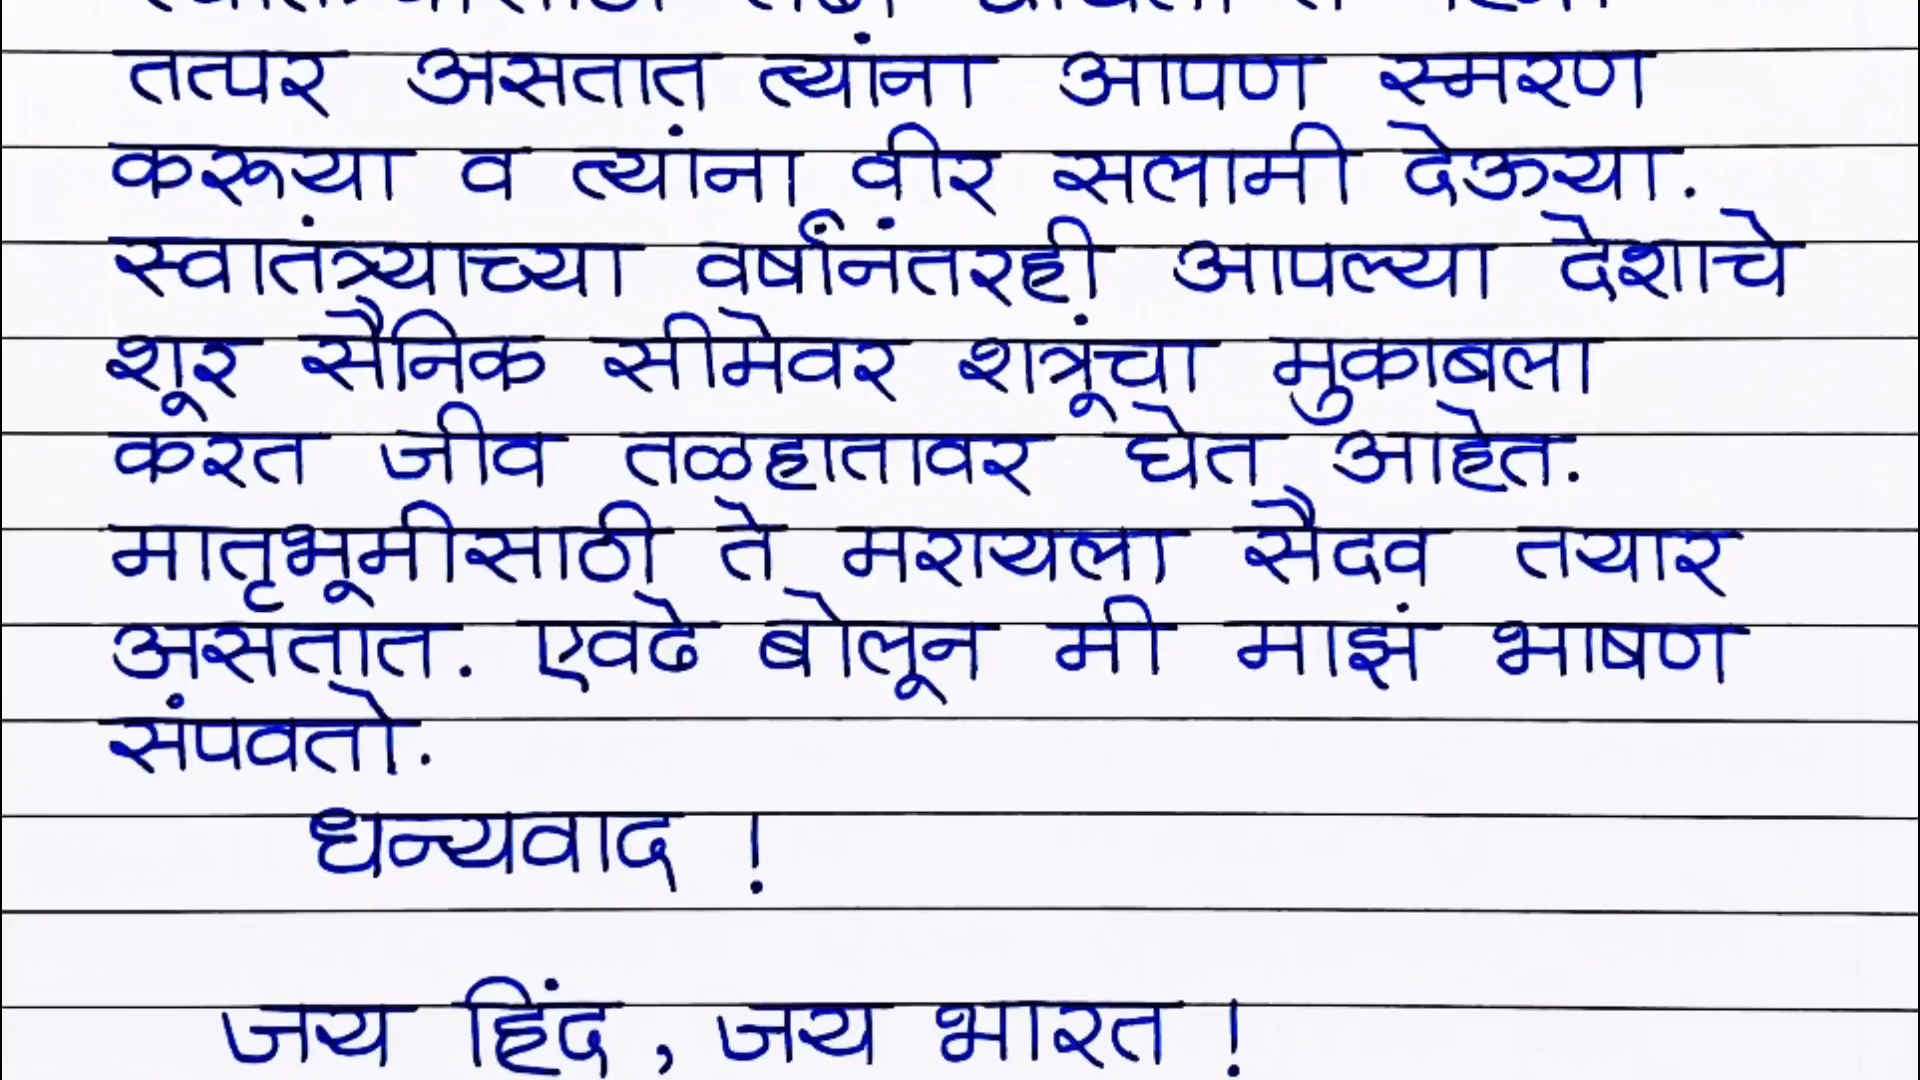 तत्पर असतात त्यांना आपण स्मरण
करूया व त्यांना वीर सलामी देऊया.
स्वातंत्र्याच्या वर्षांनंतरही आपल्या देशाचे
शूर सैनिक सीमेवर शत्रूंचा मुकाबला
करत जीव तळहातावर घेत आहेत.
मातृभूमीसाठी ते मरायला सैदव तयार
असतात. एवढे बोलून मी माझं भाषण
संपवतो.
धन्यवाद !
जय हिंद, जय भारत !